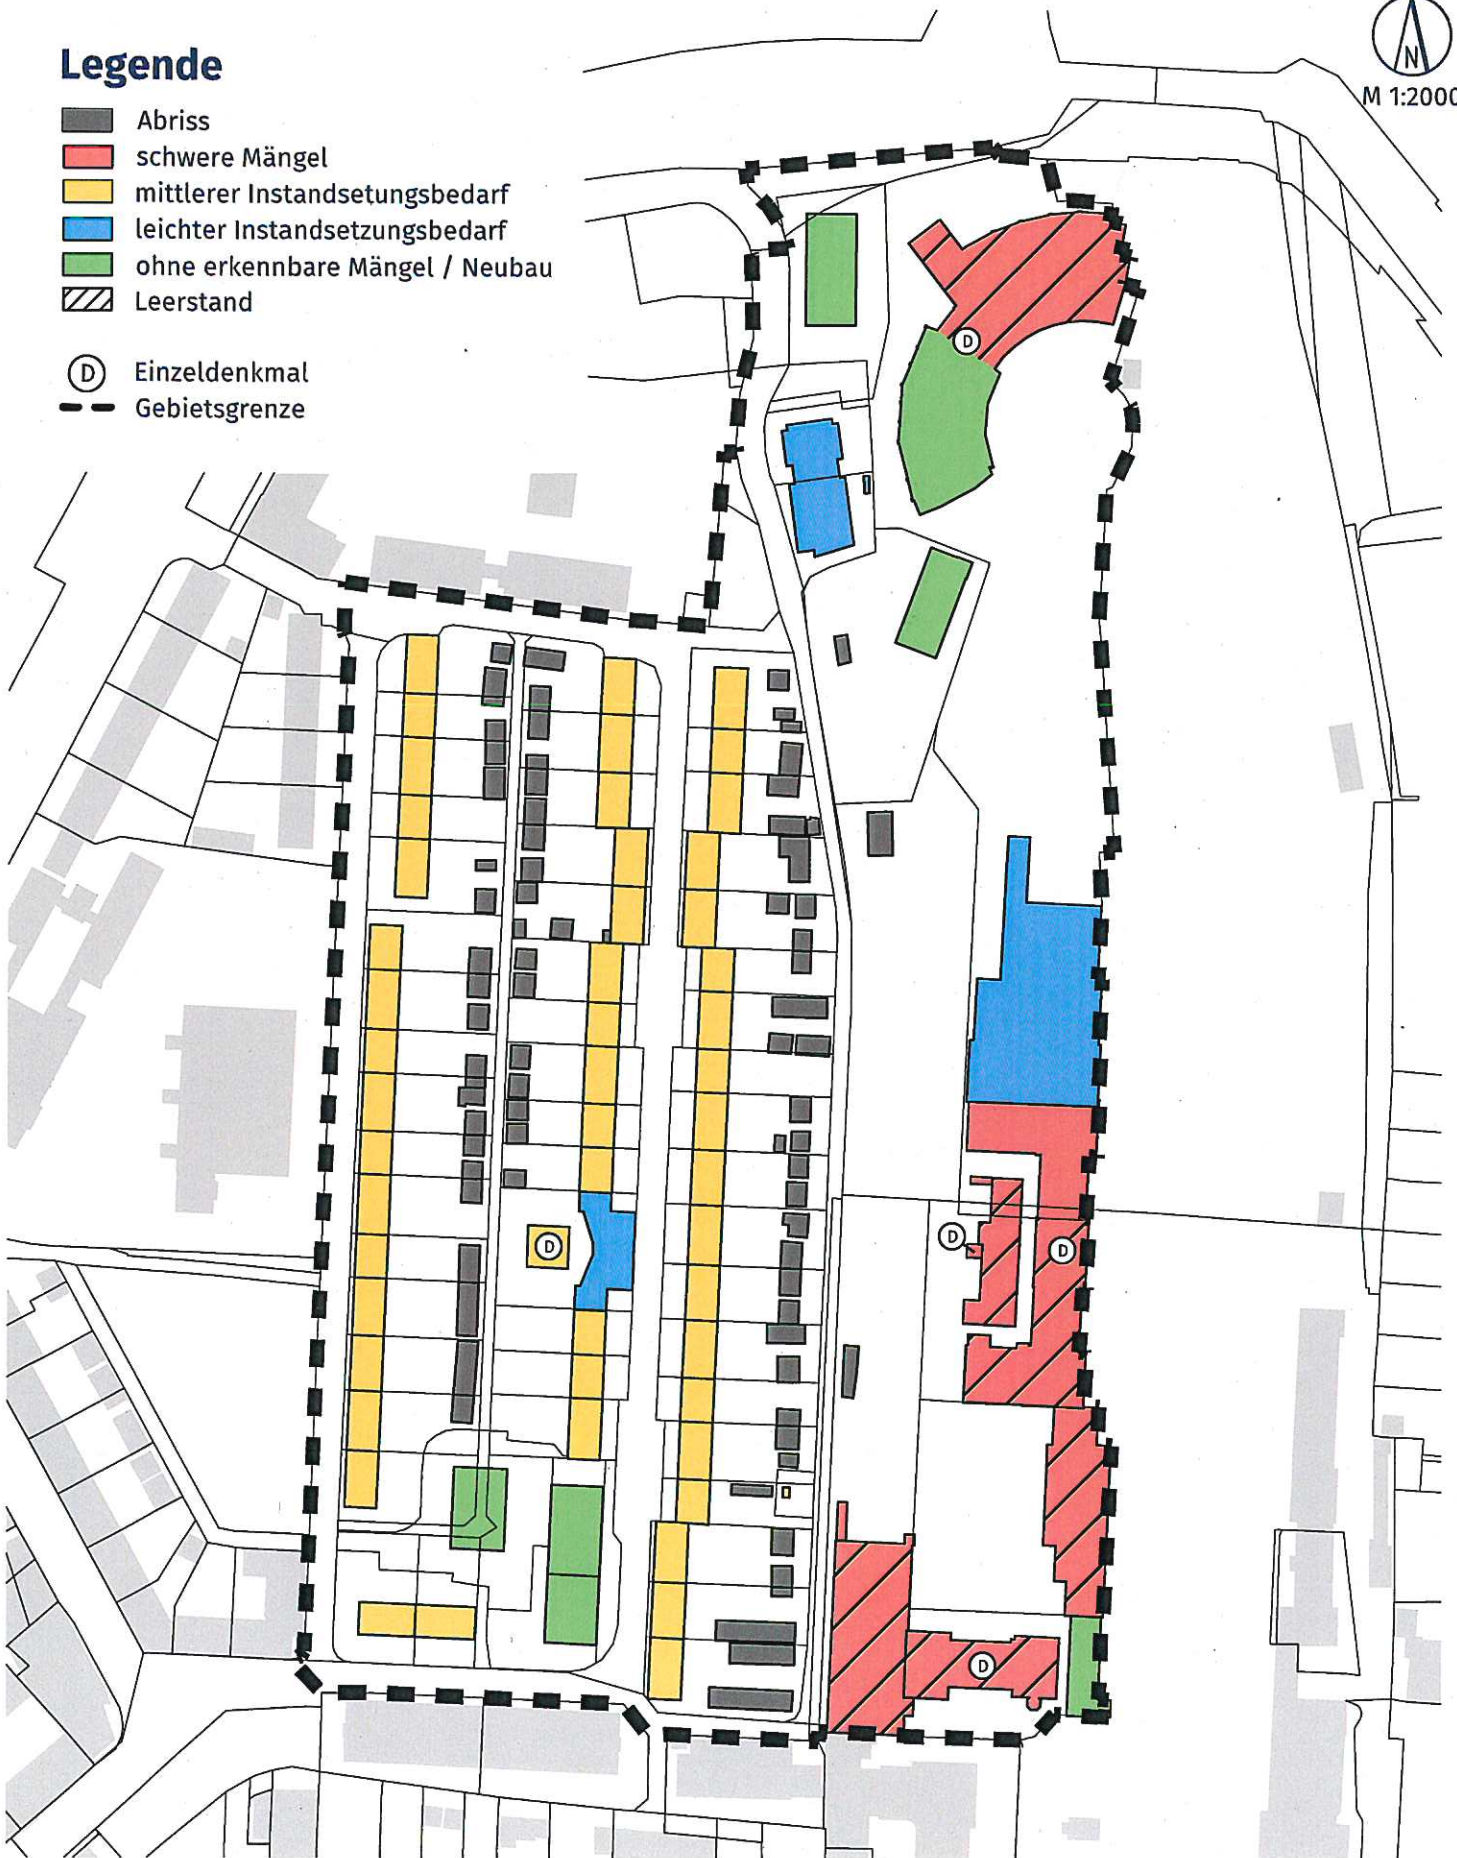 Legende
Abriss
schwere Mängel
mittlerer Instandsetungsbedarf
leichter Instandsetzungsbedarf
ohne erkennbare Mängel / Neubau
Leerstand
D Einzeldenkmal
Gebietsgrenze
N
M 1:2000
D
D
D
D
D